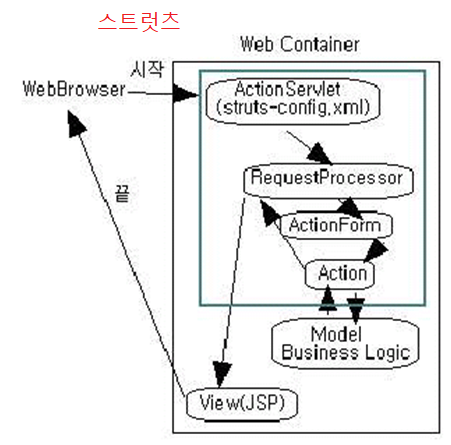 스트럿츠
Web Container
시작
WebBrowser
ActionServlet
(struts-config.xml)
RequestProcessor
끝
ActionForm
Action
Model
Business Logic
View(JSP)